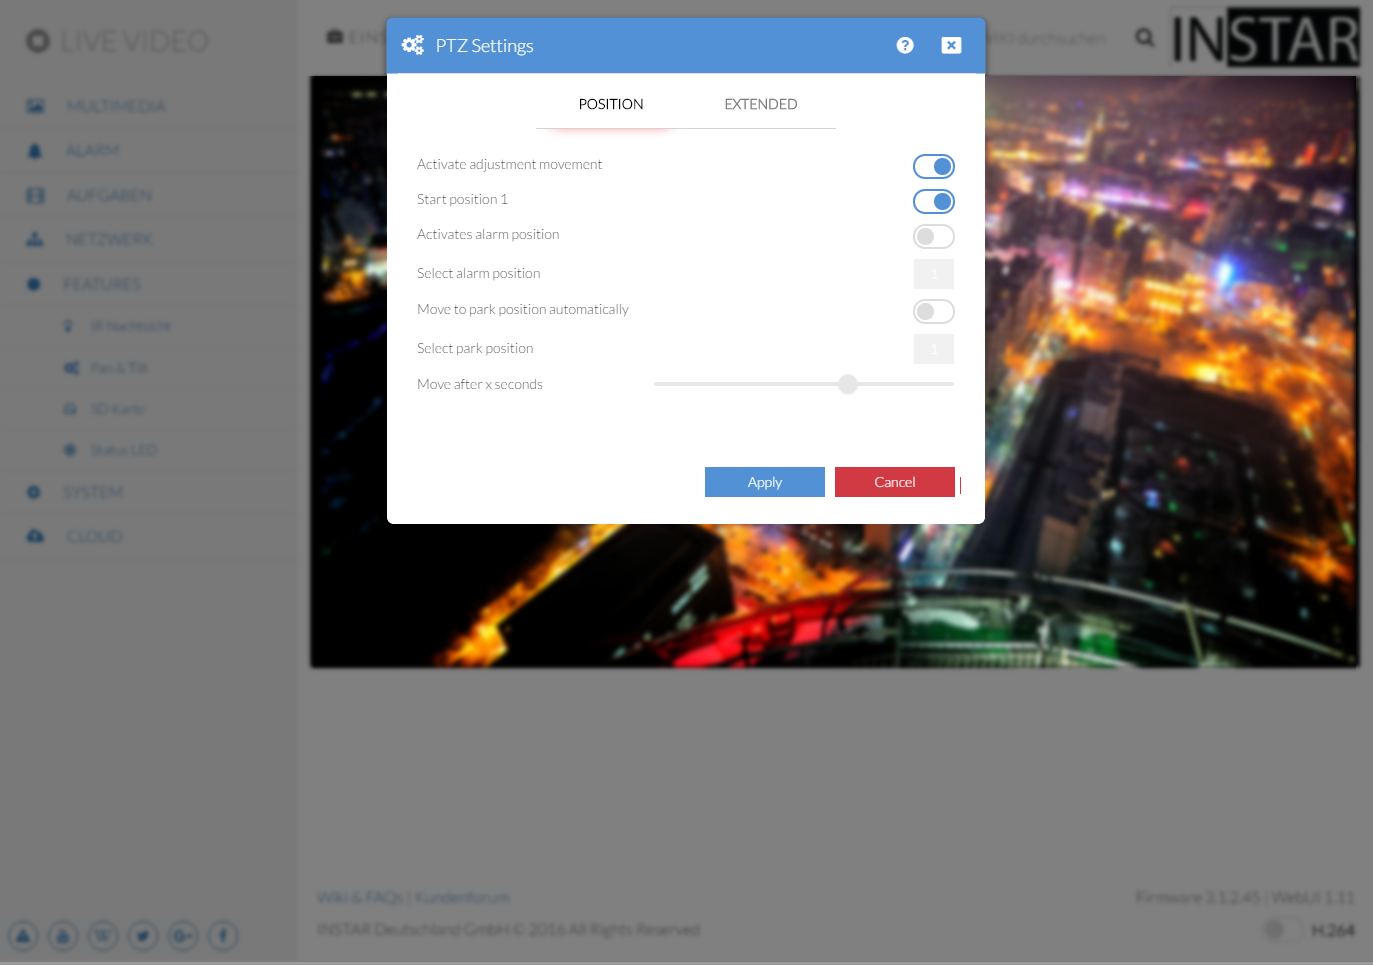 LIVE VIDEO
MULTIMEDIA
ALARM
AUFGABEN
NETZWERK
FEATURES
IR Nachtsicht
Pan & Tilt
SD Karte
Status LED
SYSTEM
CLOUD
durchsuchen
INSTAR
PTZ Settings
POSITION
EXTENDED
Activate adjustment movement
Start position 1
Activates alarm position
Select alarm position
1
Move to park position automatically
Select park position
1
Move after x seconds
Apply
Cancel
Wiki & FAQs | Kundenforum
Firmware 3.1.2.45 | WebUI 1.11
INSTAR Deutschland GmbH © 2016 All Rights Reserved
H.264